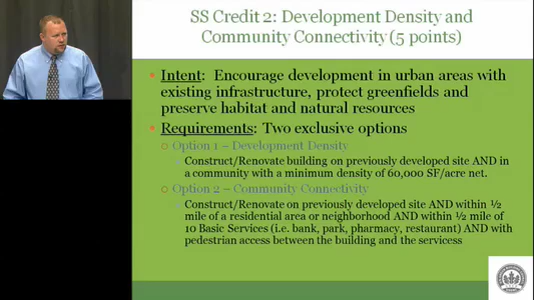 SS Credit 2: Development Density and
Community Connectivity (5 points)
Intent: Encourage development in urban areas with
existing infrastructure, protect greenfields and
preserve habitat and natural resources
Requirements: Two exclusive options
Option 1 – Development Density
Construct/Renovate building on previously developed site AND in
a community with a minimum density of 60,000 SF/acre net.
Option 2 – Community Connectivity
Construct/Renovate on previously developed site AND within ½
mile of a residential area or neighborhood AND within ½ mile of
10 Basic Services (i.e. bank, park, pharmacy, restaurant) AND with
pedestrian access between the building and the servicess